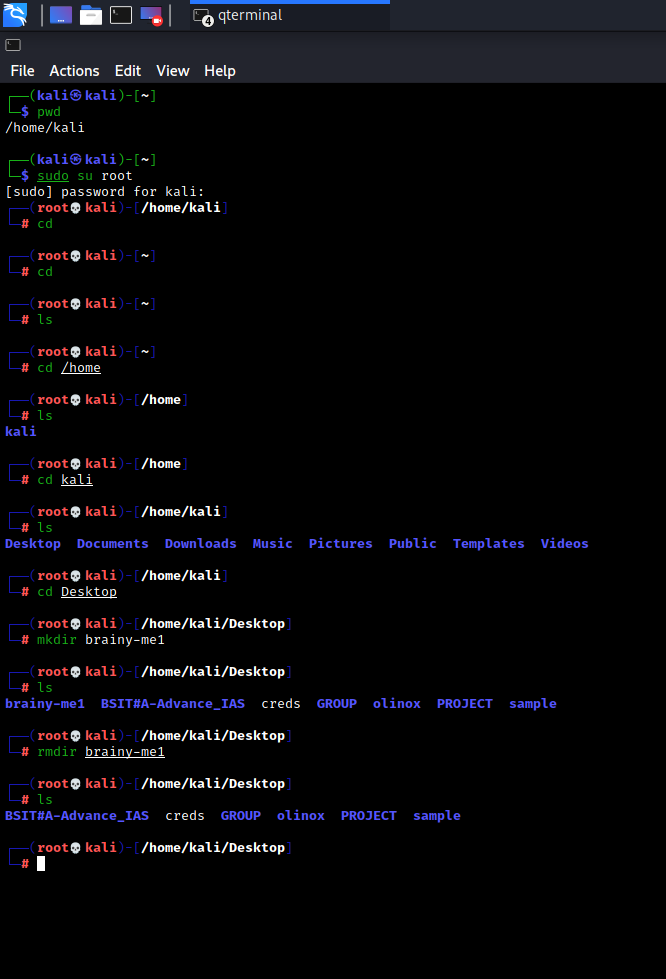 4 qterminal
File Actions Edit View Help
┌──(kali㉿kali)-[~]
└─$ pwd
/home/kali
┌──(kali㉿kali)-[~]
└─$ sudo su root
[sudo] password for kali:
┌──(root💀kali)-[/home/kali]
└─# cd
┌──(root💀kali)-[~]
└─# cd
┌──(root💀kali)-[~]
└─# ls
┌──(root💀kali)-[~]
└─# cd /home
┌──(root💀kali)-[/home]
└─# ls
kali
┌──(root💀kali)-[/home]
└─# cd kali
┌──(root💀kali)-[/home/kali]
└─# ls
Desktop Documents Downloads Music Pictures Public Templates Videos
┌──(root💀kali)-[/home/kali]
└─# cd Desktop
┌──(root💀kali)-[/home/kali/Desktop]
└─# mkdir brainy-me1
┌──(root💀kali)-[/home/kali/Desktop]
└─# ls
brainy-me1 BSIT#A-Advance_IAS creds GROUP olinox PROJECT sample
┌──(root💀kali)-[/home/kali/Desktop]
└─# rmdir brainy-me1
┌──(root💀kali)-[/home/kali/Desktop]
└─# ls
BSIT#A-Advance_IAS creds GROUP olinox PROJECT sample
┌──(root💀kali)-[/home/kali/Desktop]
└─#